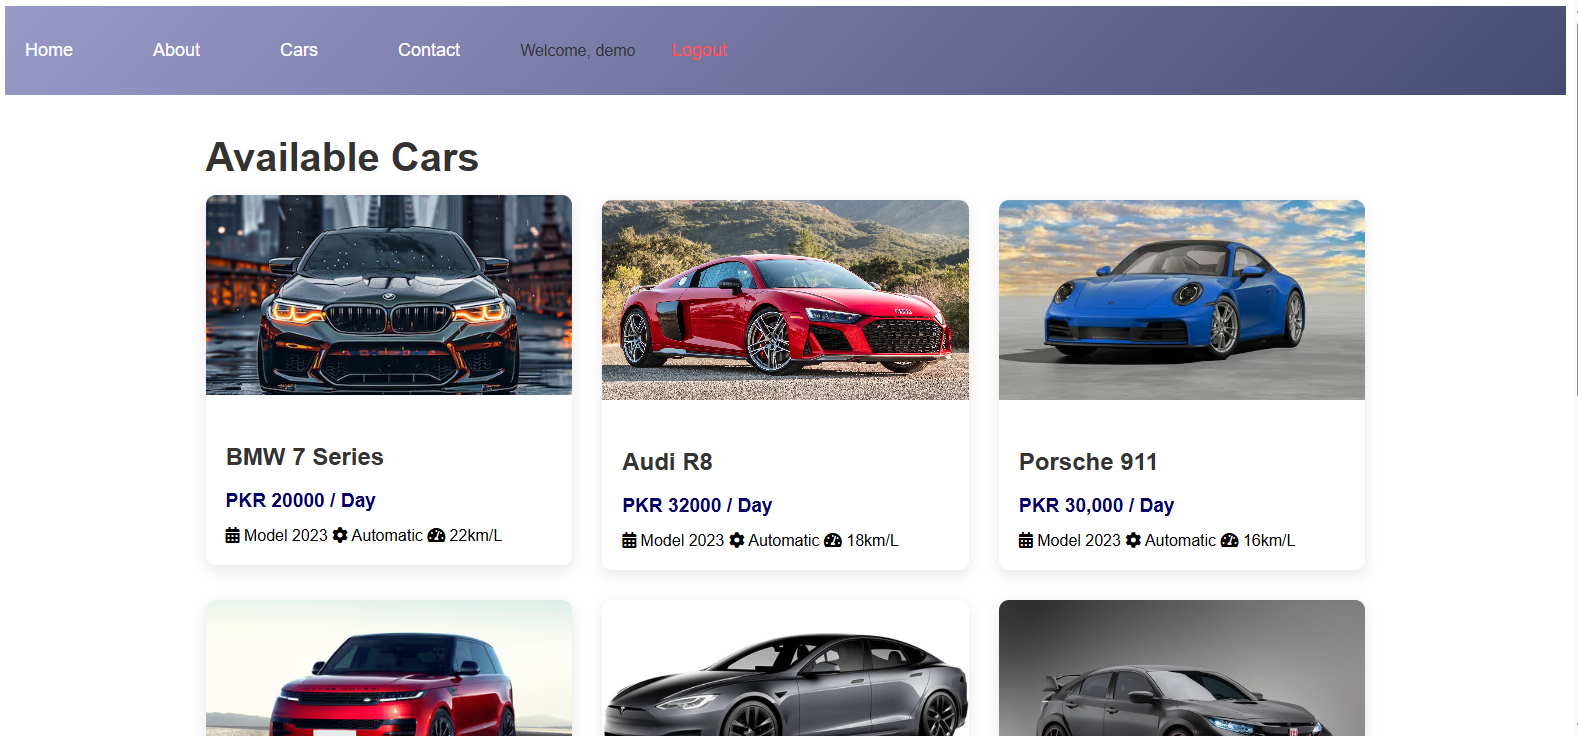 Home About Cars Contact Welcome, demo Logout
Available Cars
BMW 7 Series
PKR 20000 / Day
Model 2023 Automatic 22km/L
Audi R8
PKR 32000 / Day
Model 2023 Automatic 18km/L
Porsche 911
PKR 30,000 / Day
Model 2023 Automatic 16km/L